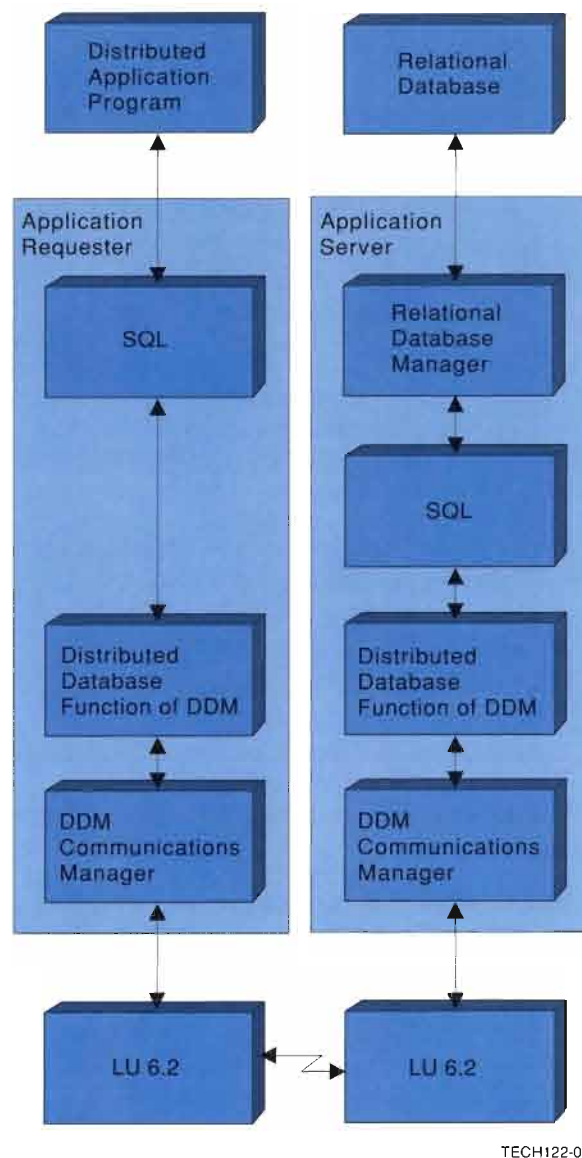 Distributed
Application
Program
Relational
Database
Application
Requester
SQL
Distributed
Database
Function of DDM
DDM
Communications
Manager
LU 6.2
Application
Server
Relational
Database
Manager
SQL
Distributed
Database
Function of DDM
DDM
Communications
Manager
LU 6.2
TECH122-0